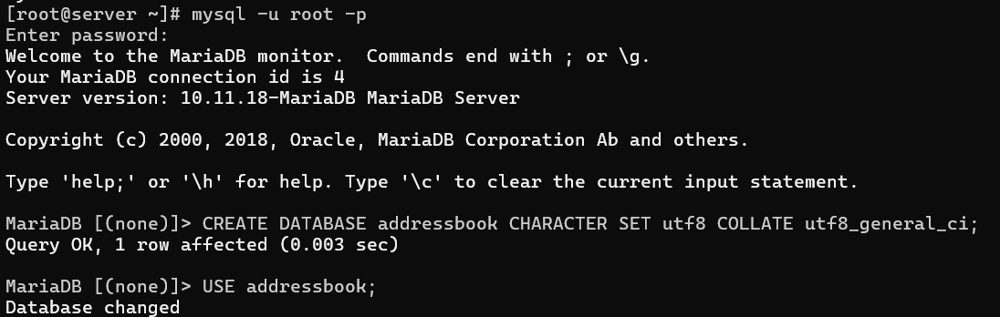 [root@server ~]# mysql -u root -p
Enter password:
Welcome to the MariaDB monitor.  Commands end with ; or \g.
Your MariaDB connection id is 4
Server version: 10.11.18-MariaDB MariaDB Server

Copyright (c) 2000, 2018, Oracle, MariaDB Corporation Ab and others.

Type 'help;' or '\h' for help. Type '\c' to clear the current input statement.

MariaDB [(none)]> CREATE DATABASE addressbook CHARACTER SET utf8 COLLATE utf8_general_ci;
Query OK, 1 row affected (0.003 sec)

MariaDB [(none)]> USE addressbook;
Database changed